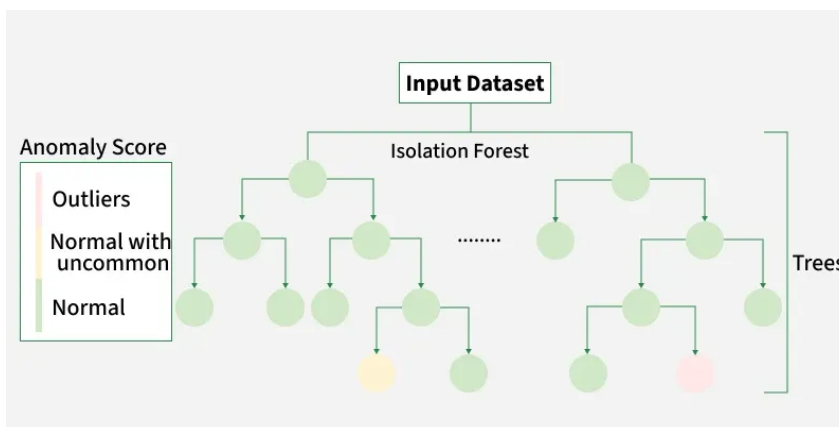 Input Dataset
Isolation Forest
Anomaly Score
Outliers
Normal with
uncommon
Normal
........
Trees